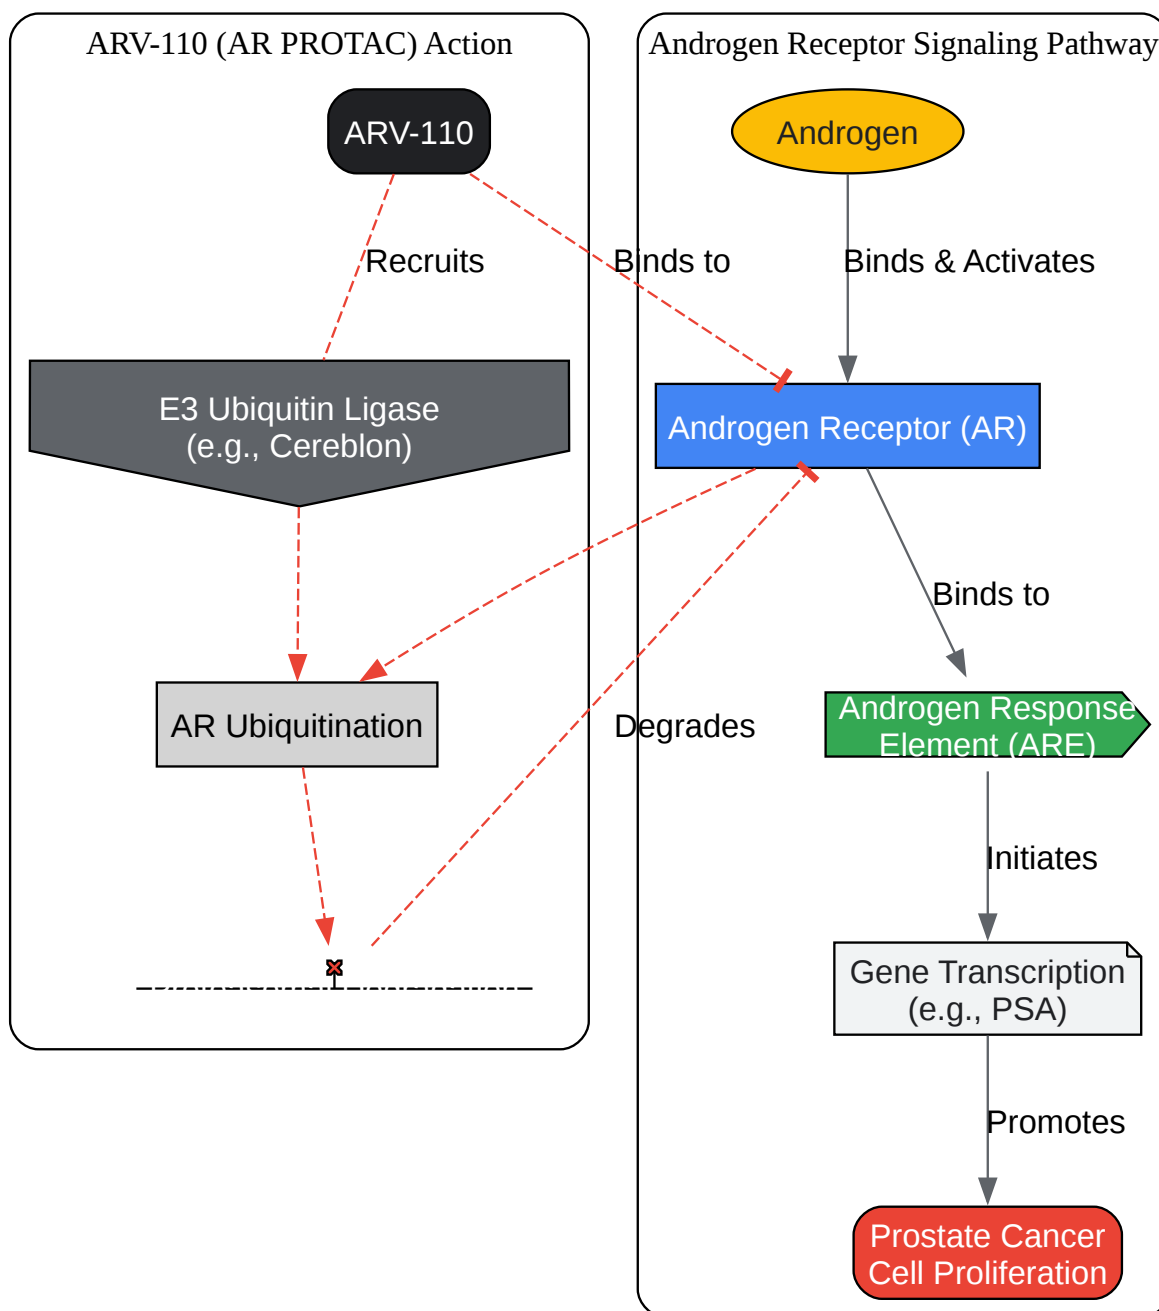 ARV-110 (AR PROTAC) Action
ARV-110
Recruits
Binds to
E3 Ubiquitin Ligase
(e.g., Cereblon)
AR Ubiquitination
Degrades
Androgen Receptor Signaling Pathway
Androgen
Binds & Activates
Androgen Receptor (AR)
Binds to
Androgen Response
Element (ARE)
Initiates
Gene Transcription
(e.g., PSA)
Promotes
Prostate Cancer
Cell Proliferation